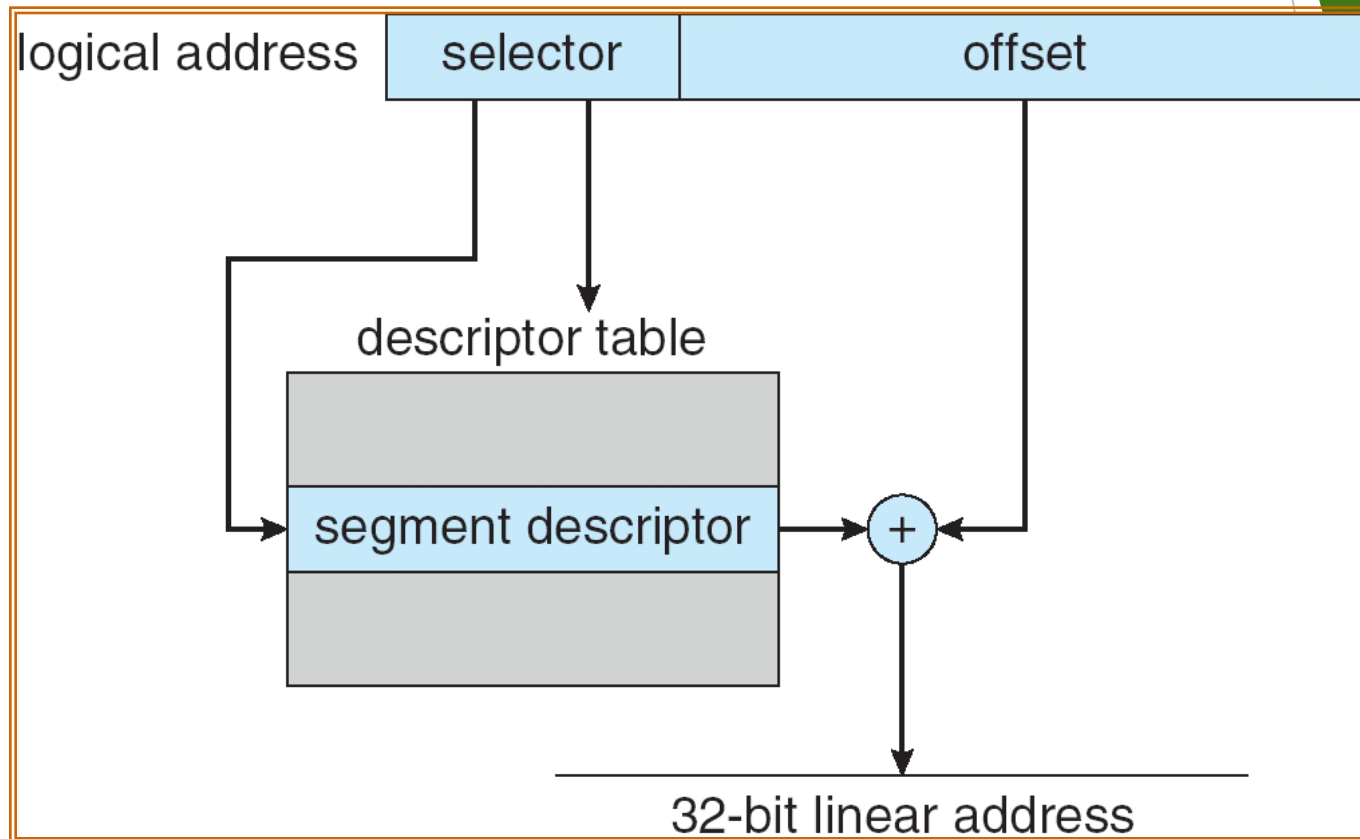 logical address selector offset
descriptor table
segment descriptor +
32-bit linear address